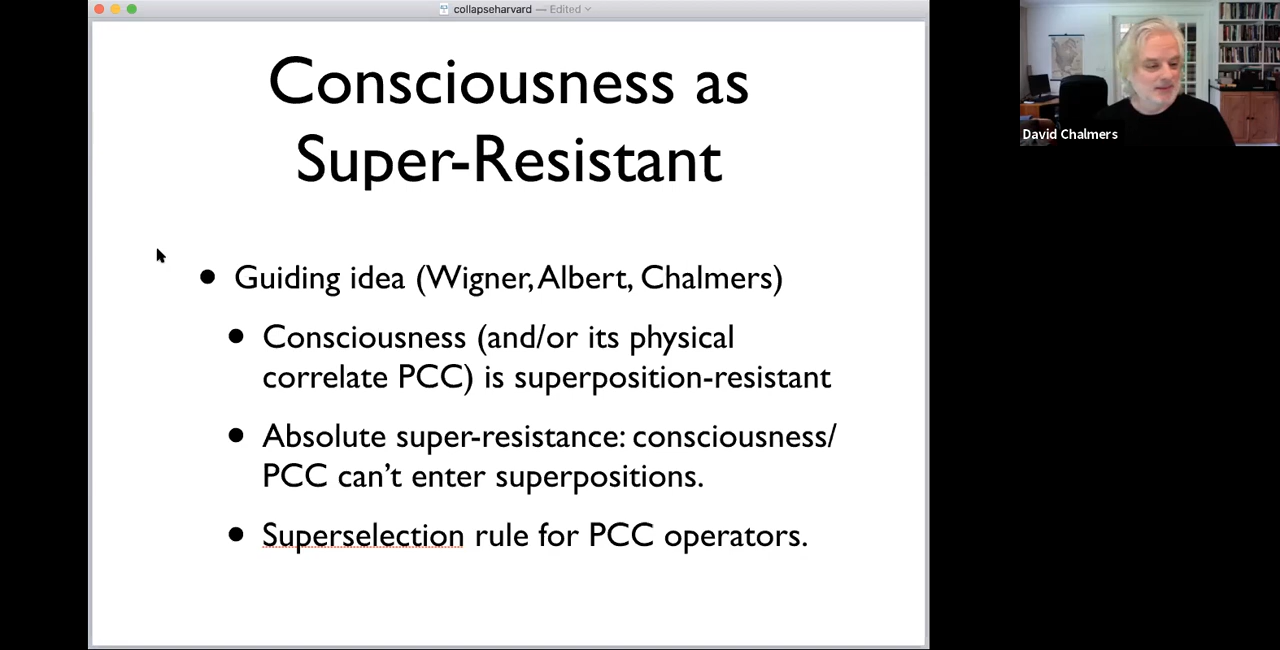 collapseharvard — Edited
Consciousness as
Super-Resistant
• Guiding idea (Wigner, Albert, Chalmers)
• Consciousness (and/or its physical
correlate PCC) is superposition-resistant
• Absolute super-resistance: consciousness/
PCC can't enter superpositions.
• Superselection rule for PCC operators.
David Chalmers